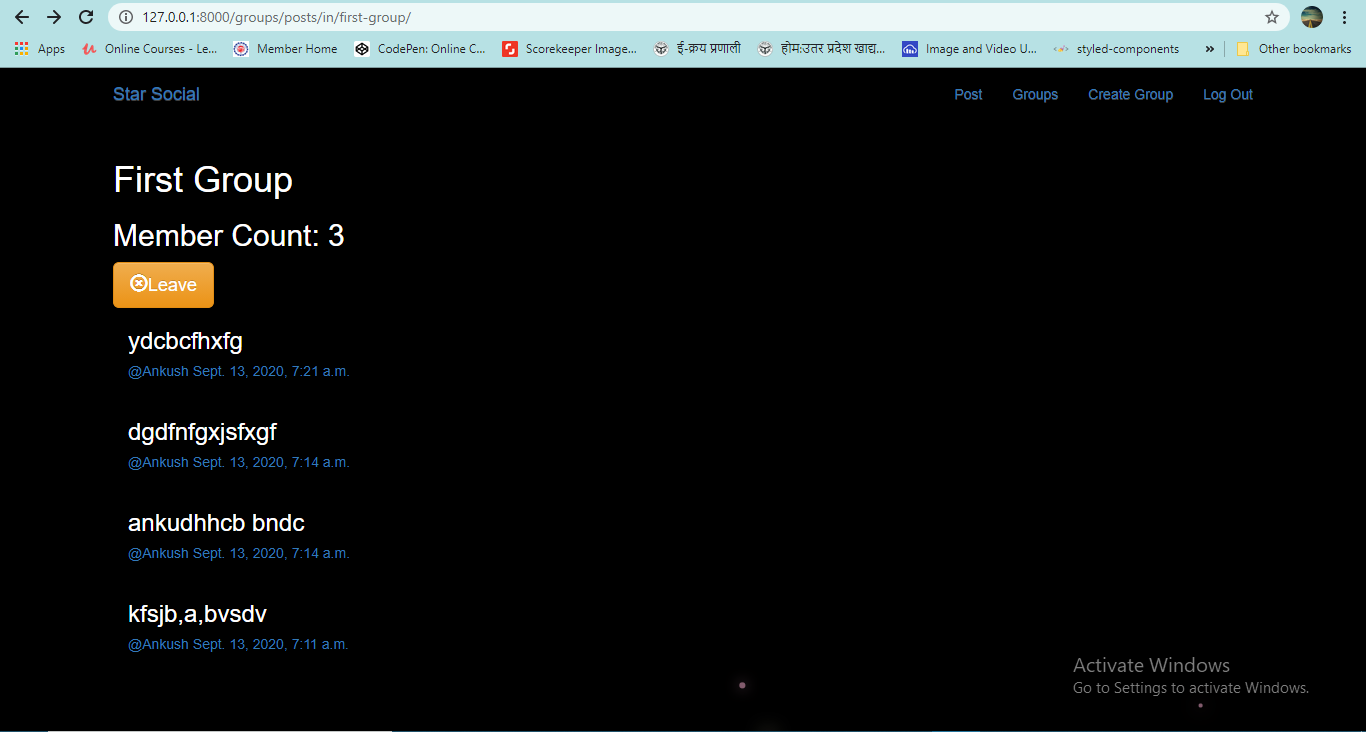 127.0.0.1:8000/groups/posts/in/first-group/
Apps Online Courses - Le... Member Home CodePen: Online C... Scorekeeper Image... ई-क्रय प्रणाली होम:उतर प्रदेश खाद्य... Image and Video U... styled-components » Other bookmarks
Star Social Post Groups Create Group Log Out
First Group
Member Count: 3
Leave
ydcbcfhxfg
@Ankush Sept. 13, 2020, 7:21 a.m.
dgdfnfgxjsfxgf
@Ankush Sept. 13, 2020, 7:14 a.m.
ankudhhcb bndc
@Ankush Sept. 13, 2020, 7:14 a.m.
kfsjb,a,bvsdv
@Ankush Sept. 13, 2020, 7:11 a.m.
Activate Windows
Go to Settings to activate Windows.